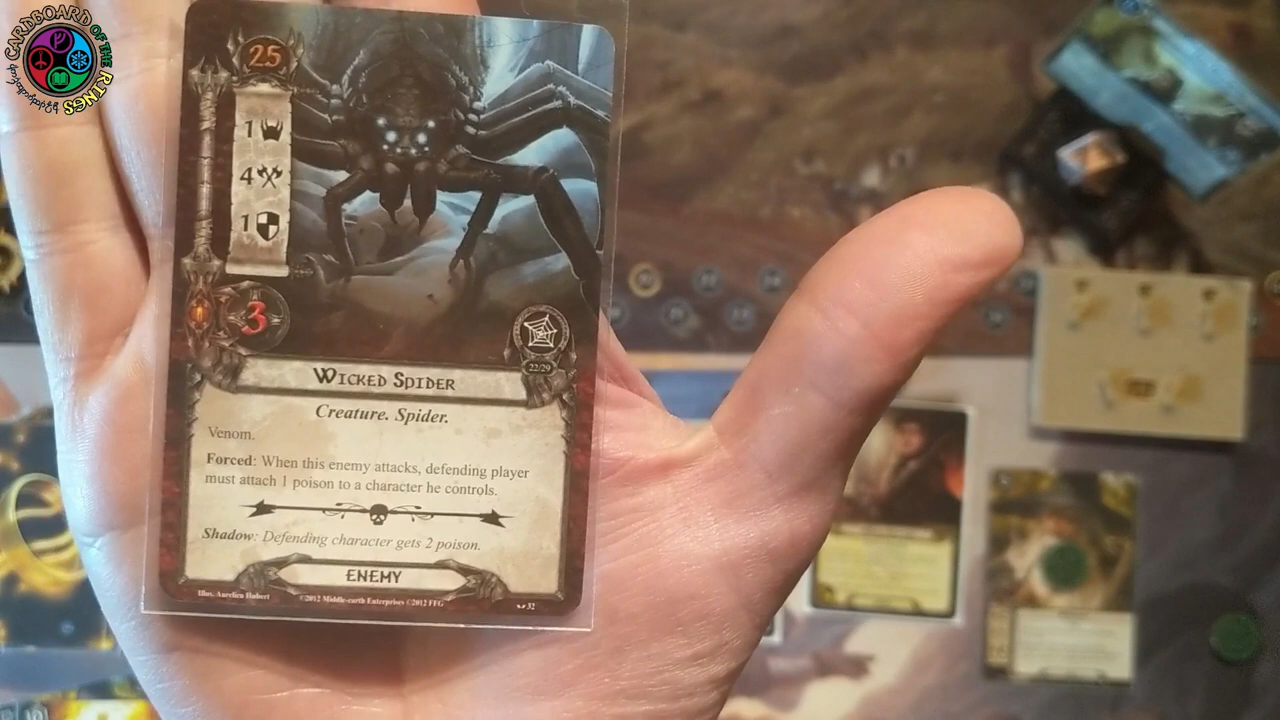 CARDBOARD OF THE RINGS
25
1
4
1
3
22/29
Wicked Spider
Creature. Spider.
Venom.
Forced: When this enemy attacks, defending player
must attach 1 poison to a character he controls.
Shadow: Defending character gets 2 poison.
ENEMY
Illus. Aurelien Hubert ©2012 Middle-earth Enterprises ©2012 FFG 32